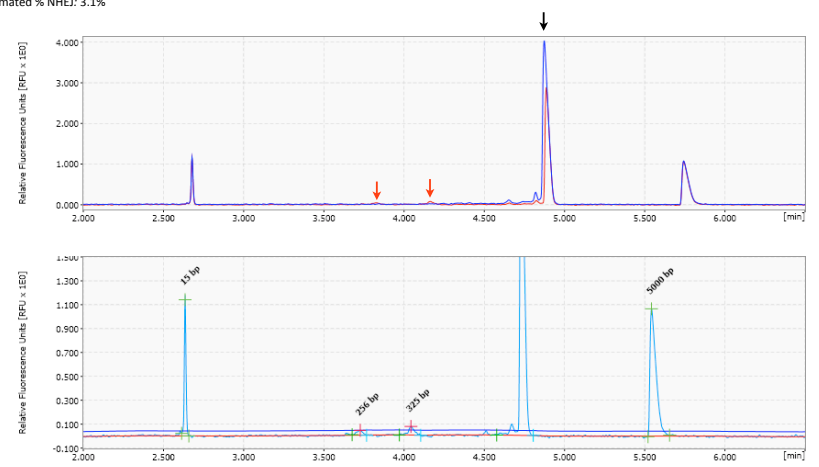 mated % NHEJ: 3.1%
Relative Fluorescence Units [RFU x 1E0]
4.000
3.000
2.000
1.000
0.000
2.000 2.500 3.000 3.500 4.000 4.500 5.000 5.500 6.000 [min]
Relative Fluorescence Units [RFU x 1E0]
1.500
1.300
1.100
0.900
0.700
0.500
0.300
0.100
-0.100
15 bp
256 bp
325 bp
5000 bp
2.000 2.500 3.000 3.500 4.000 4.500 5.000 5.500 6.000 [min]